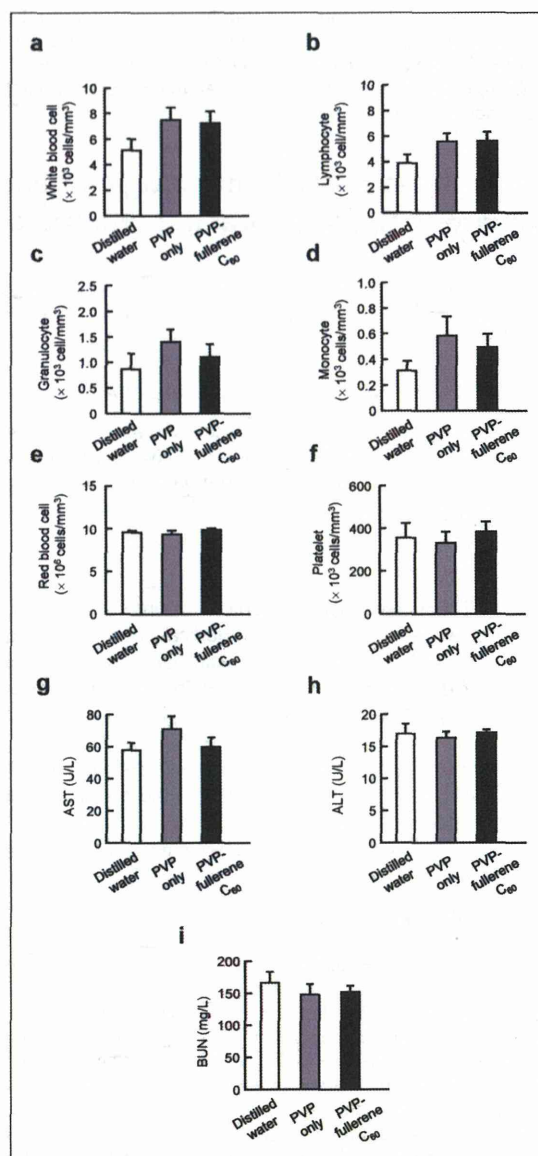 a
White blood cell
(× 10³ cells/mm³)
10
8
6
4
2
0
Distilled
water
PVP
only
PVP-
fullerene
C₆₀
b
Lymphocyte
(× 10³ cells/mm³)
10
8
6
4
2
0
Distilled
water
PVP
only
PVP-
fullerene
C₆₀
c
Granulocyte
(× 10³ cell/mm³)
2.5
2.0
1.5
1.0
0.5
0
Distilled
water
PVP
only
PVP-
fullerene
C₆₀
d
Monocyte
(× 10³ cells/mm³)
1.0
0.8
0.6
0.4
0.2
0
Distilled
water
PVP
only
PVP-
fullerene
C₆₀
e
Red blood cell
(× 10⁶ cells/mm³)
15
10
5
0
Distilled
water
PVP
only
PVP-
fullerene
C₆₀
f
Platelet
(× 10³ cells/mm³)
600
400
200
0
Distilled
water
PVP
only
PVP-
fullerene
C₆₀
g
AST (U/L)
80
60
40
20
0
Distilled
water
PVP
only
PVP-
fullerene
C₆₀
h
ALT (U/L)
20
15
10
5
0
Distilled
water
PVP
only
PVP-
fullerene
C₆₀
i
BUN (mg/L)
200
150
100
50
0
Distilled
water
PVP
only
PVP-
fullerene
C₆₀